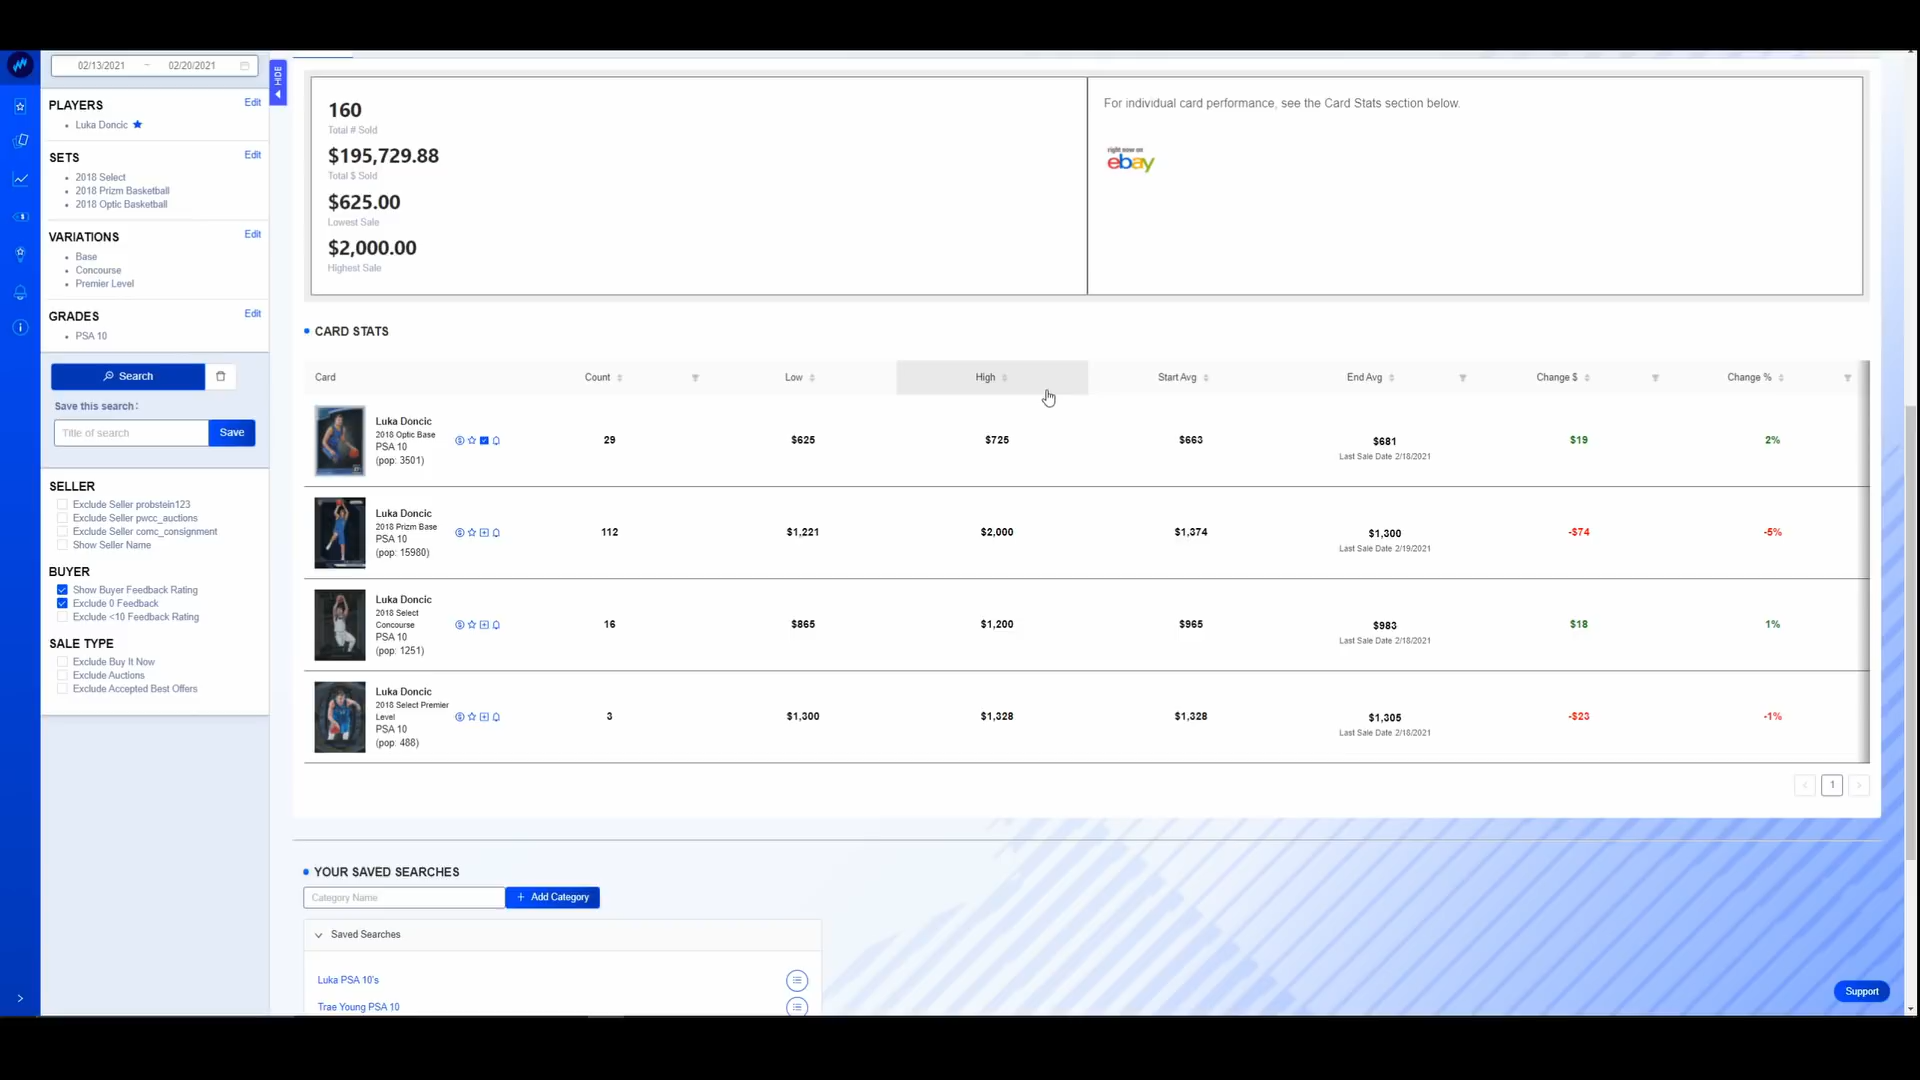 02/13/2021 ~ 02/20/2021
HIDE
PLAYERS Edit
Luka Doncic
SETS Edit
2018 Select
2018 Prizm Basketball
2018 Optic Basketball
VARIATIONS Edit
Base
Concourse
Premier Level
GRADES Edit
PSA 10
Search
Save this search:
Title of search Save
SELLER
Exclude Seller probstein123
Exclude Seller pwcc_auctions
Exclude Seller comc_consignment
Show Seller Name
BUYER
Show Buyer Feedback Rating
Exclude 0 Feedback
Exclude <10 Feedback Rating
SALE TYPE
Exclude Buy It Now
Exclude Auctions
Exclude Accepted Best Offers
160
Total # Sold
$195,729.88
Total $ Sold
$625.00
Lowest Sale
$2,000.00
Highest Sale
For individual card performance, see the Card Stats section below.
right now on
ebay
CARD STATS
Card Count Low High Start Avg End Avg Change $ Change %
Luka Doncic
2018 Optic Base
PSA 10
(pop: 3501)
29 $625 $725 $663 $681 $19 2%
Last Sale Date 2/18/2021
Luka Doncic
2018 Prizm Base
PSA 10
(pop: 15980)
112 $1,221 $2,000 $1,374 $1,300 -$74 -5%
Last Sale Date 2/19/2021
Luka Doncic
2018 Select
Concourse
PSA 10
(pop: 1251)
16 $865 $1,200 $965 $983 $18 1%
Last Sale Date 2/18/2021
Luka Doncic
2018 Select Premier
Level
PSA 10
(pop: 488)
3 $1,300 $1,328 $1,328 $1,305 -$23 -1%
Last Sale Date 2/18/2021
< 1 >
YOUR SAVED SEARCHES
Category Name + Add Category
Saved Searches
Luka PSA 10's
Trae Young PSA 10
Support